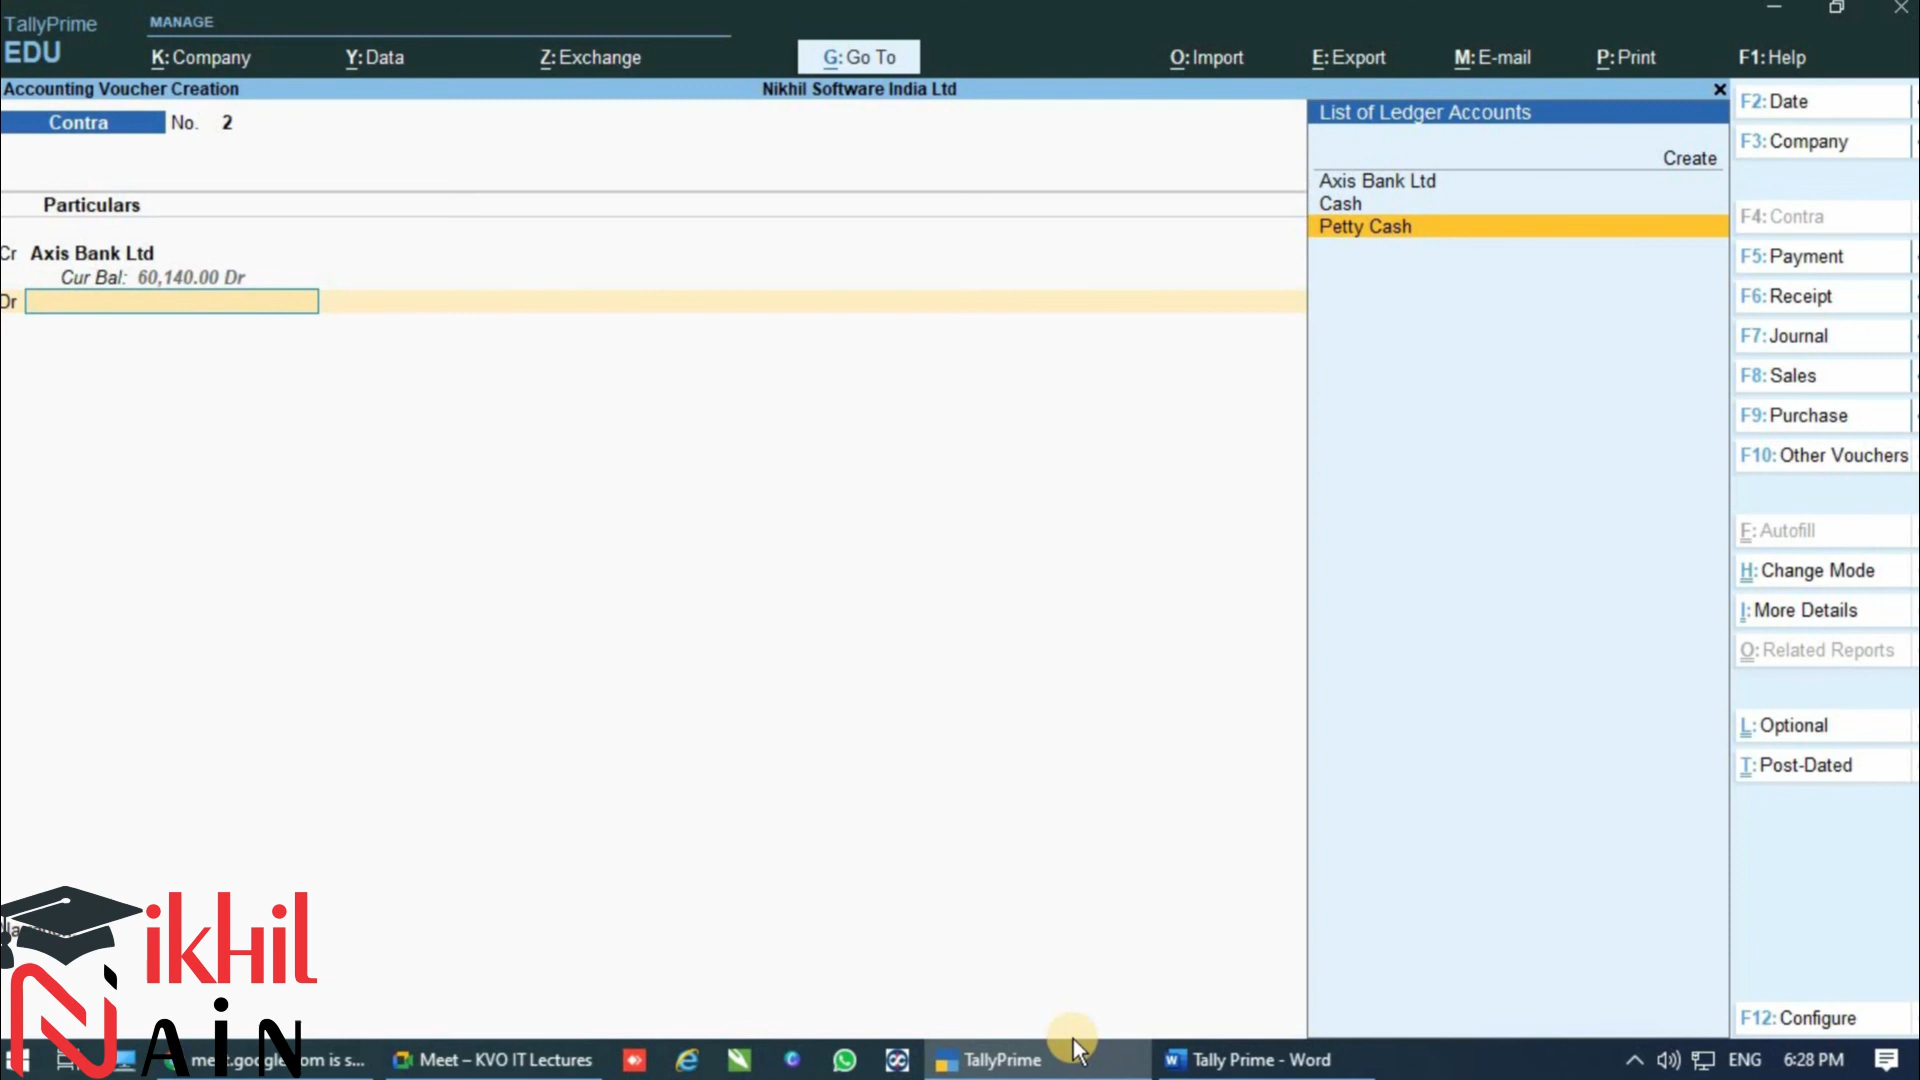 TallyPrime
EDU
MANAGE
K: Company
Y: Data
Z: Exchange
G: Go To
O: Import
E: Export
M: E-mail
P: Print
F1: Help
Accounting Voucher Creation
Nikhil Software India Ltd
Contra No. 2
Particulars
Cr Axis Bank Ltd
Cur Bal: 60,140.00 Dr
Dr
List of Ledger Accounts
Create
Axis Bank Ltd
Cash
Petty Cash
F2: Date
F3: Company
F4: Contra
F5: Payment
F6: Receipt
F7: Journal
F8: Sales
F9: Purchase
F10: Other Vouchers
F: Autofill
H: Change Mode
I: More Details
O: Related Reports
L: Optional
T: Post-Dated
F12: Configure
Nikhil
NAiN
Meet – KVO IT Lectures
TallyPrime
Tally Prime - Word
ENG
6:28 PM